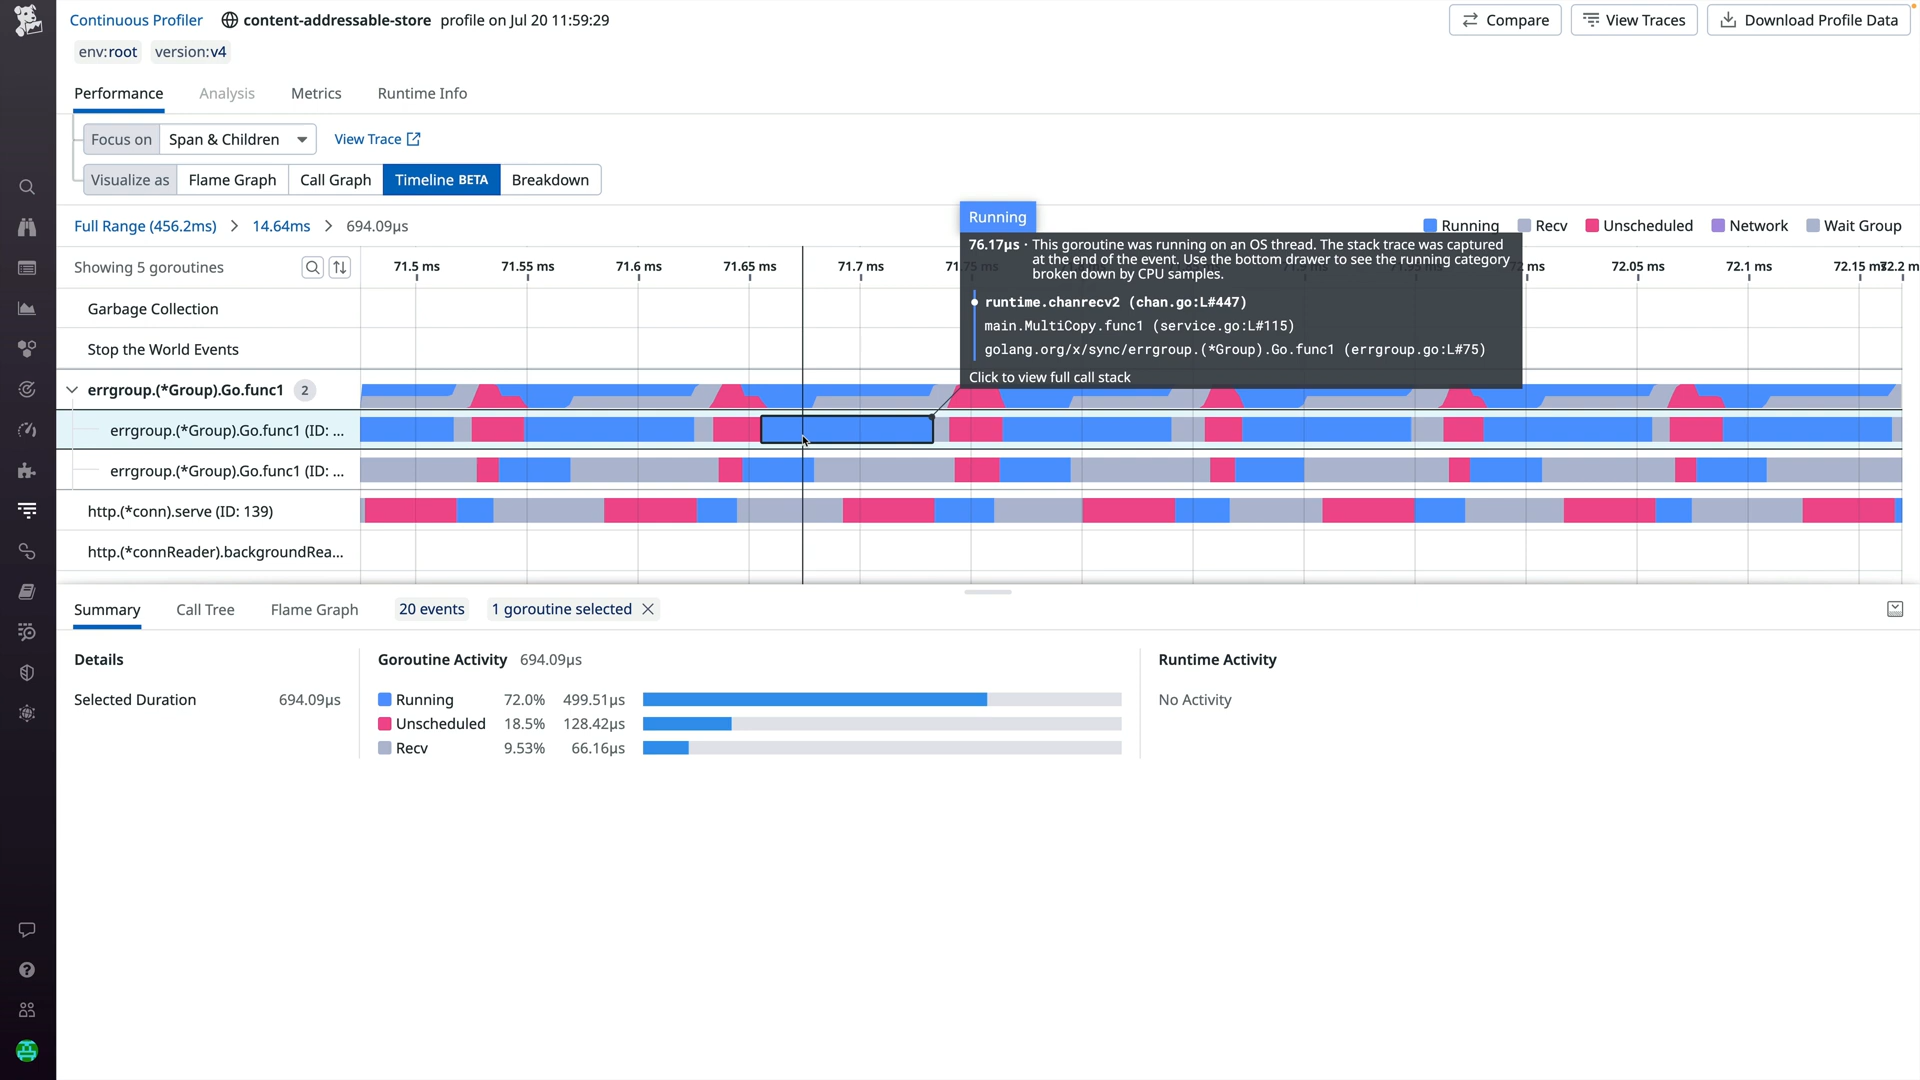 Continuous Profiler content-addressable-store profile on Jul 20 11:59:29 Compare View Traces Download Profile Data
env:root version:v4
Performance Analysis Metrics Runtime Info
Focus on Span & Children View Trace
Visualize as Flame Graph Call Graph Timeline BETA Breakdown
Full Range (456.2ms) > 14.64ms > 694.09µs
Running
Running Recv Unscheduled Network Wait Group
76.17µs · This goroutine was running on an OS thread. The stack trace was captured
at the end of the event. Use the bottom drawer to see the running category
broken down by CPU samples.
runtime.chanrecv2 (chan.go:L#447)
main.MultiCopy.func1 (service.go:L#115)
golang.org/x/sync/errgroup.(*Group).Go.func1 (errgroup.go:L#75)
Click to view full call stack
Showing 5 goroutines 71.5 ms 71.55 ms 71.6 ms 71.65 ms 71.7 ms 72.05 ms 72.1 ms 72.15 ms 72.2 m
Garbage Collection
Stop the World Events
errgroup.(*Group).Go.func1 2
errgroup.(*Group).Go.func1 (ID: ...
errgroup.(*Group).Go.func1 (ID: ...
http.(*conn).serve (ID: 139)
http.(*connReader).backgroundRea...
Summary Call Tree Flame Graph 20 events 1 goroutine selected
Details
Selected Duration 694.09µs
Goroutine Activity 694.09µs
Running 72.0% 499.51µs
Unscheduled 18.5% 128.42µs
Recv 9.53% 66.16µs
Runtime Activity
No Activity